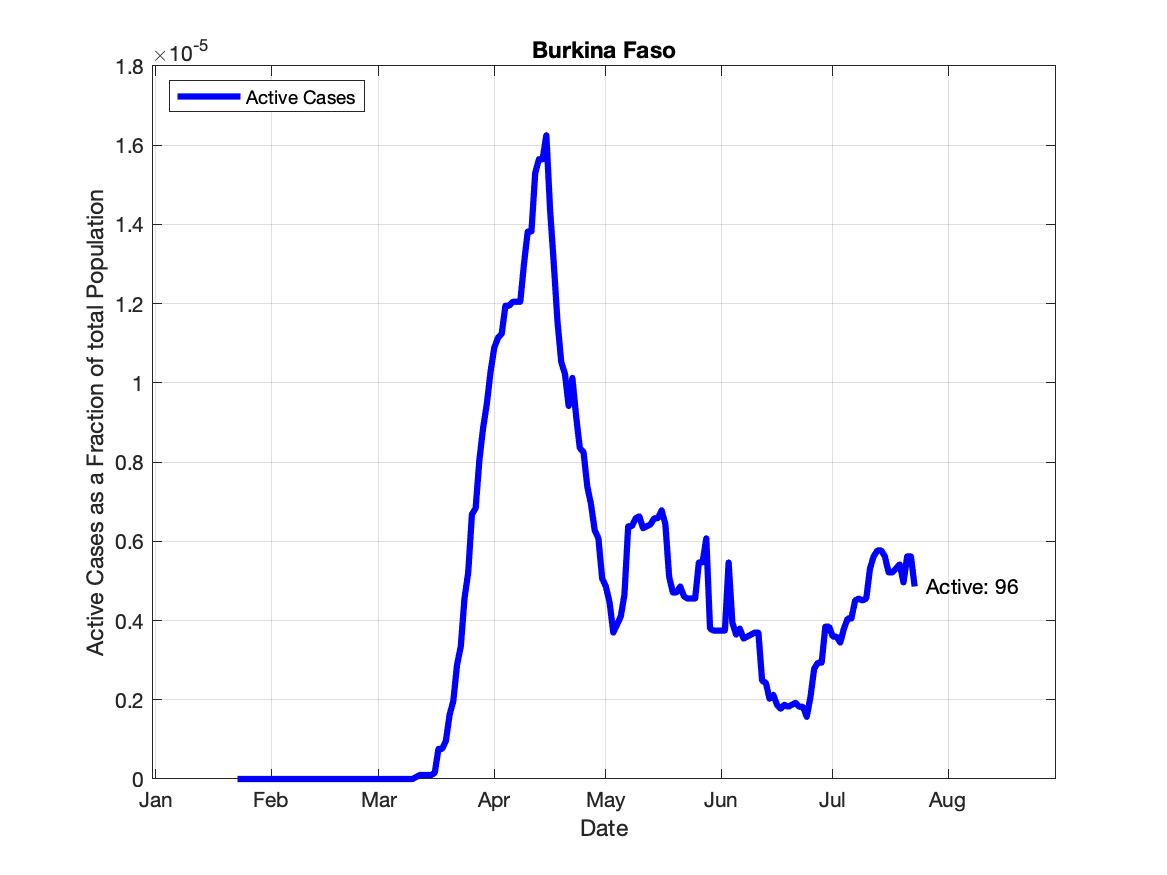 ×10-5
Burkina Faso
Active Cases
1.8
1.6
1.4
1.2
1
0.8
0.6
0.4
0.2
0
Active Cases as a Fraction of total Population
Active: 96
Jan Feb Mar Apr May Jun Jul Aug
Date